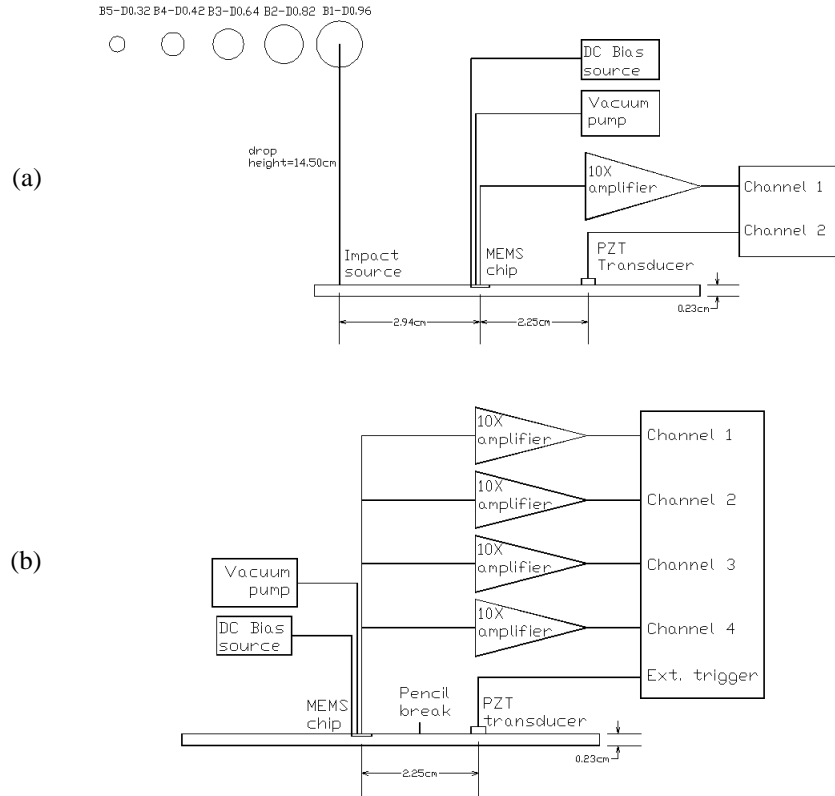 B5-D0.32 B4-D0.42 B3-D0.64 B2-D0.82 B1-D0.96
DC Bias
source
Vacuum
pump
drop
height=14.50cm
(a)
10X
amplifier
Channel 1
Channel 2
Impact
source
MEMS
chip
PZT
Transducer
0.23cm
2.94cm
2.25cm
10X
amplifier
Channel 1
10X
amplifier
Channel 2
(b)
10X
amplifier
Channel 3
Vacuum
pump
10X
amplifier
Channel 4
DC Bias
source
Ext. trigger
MEMS
chip
Pencil
break
PZT
transducer
0.23cm
2.25cm